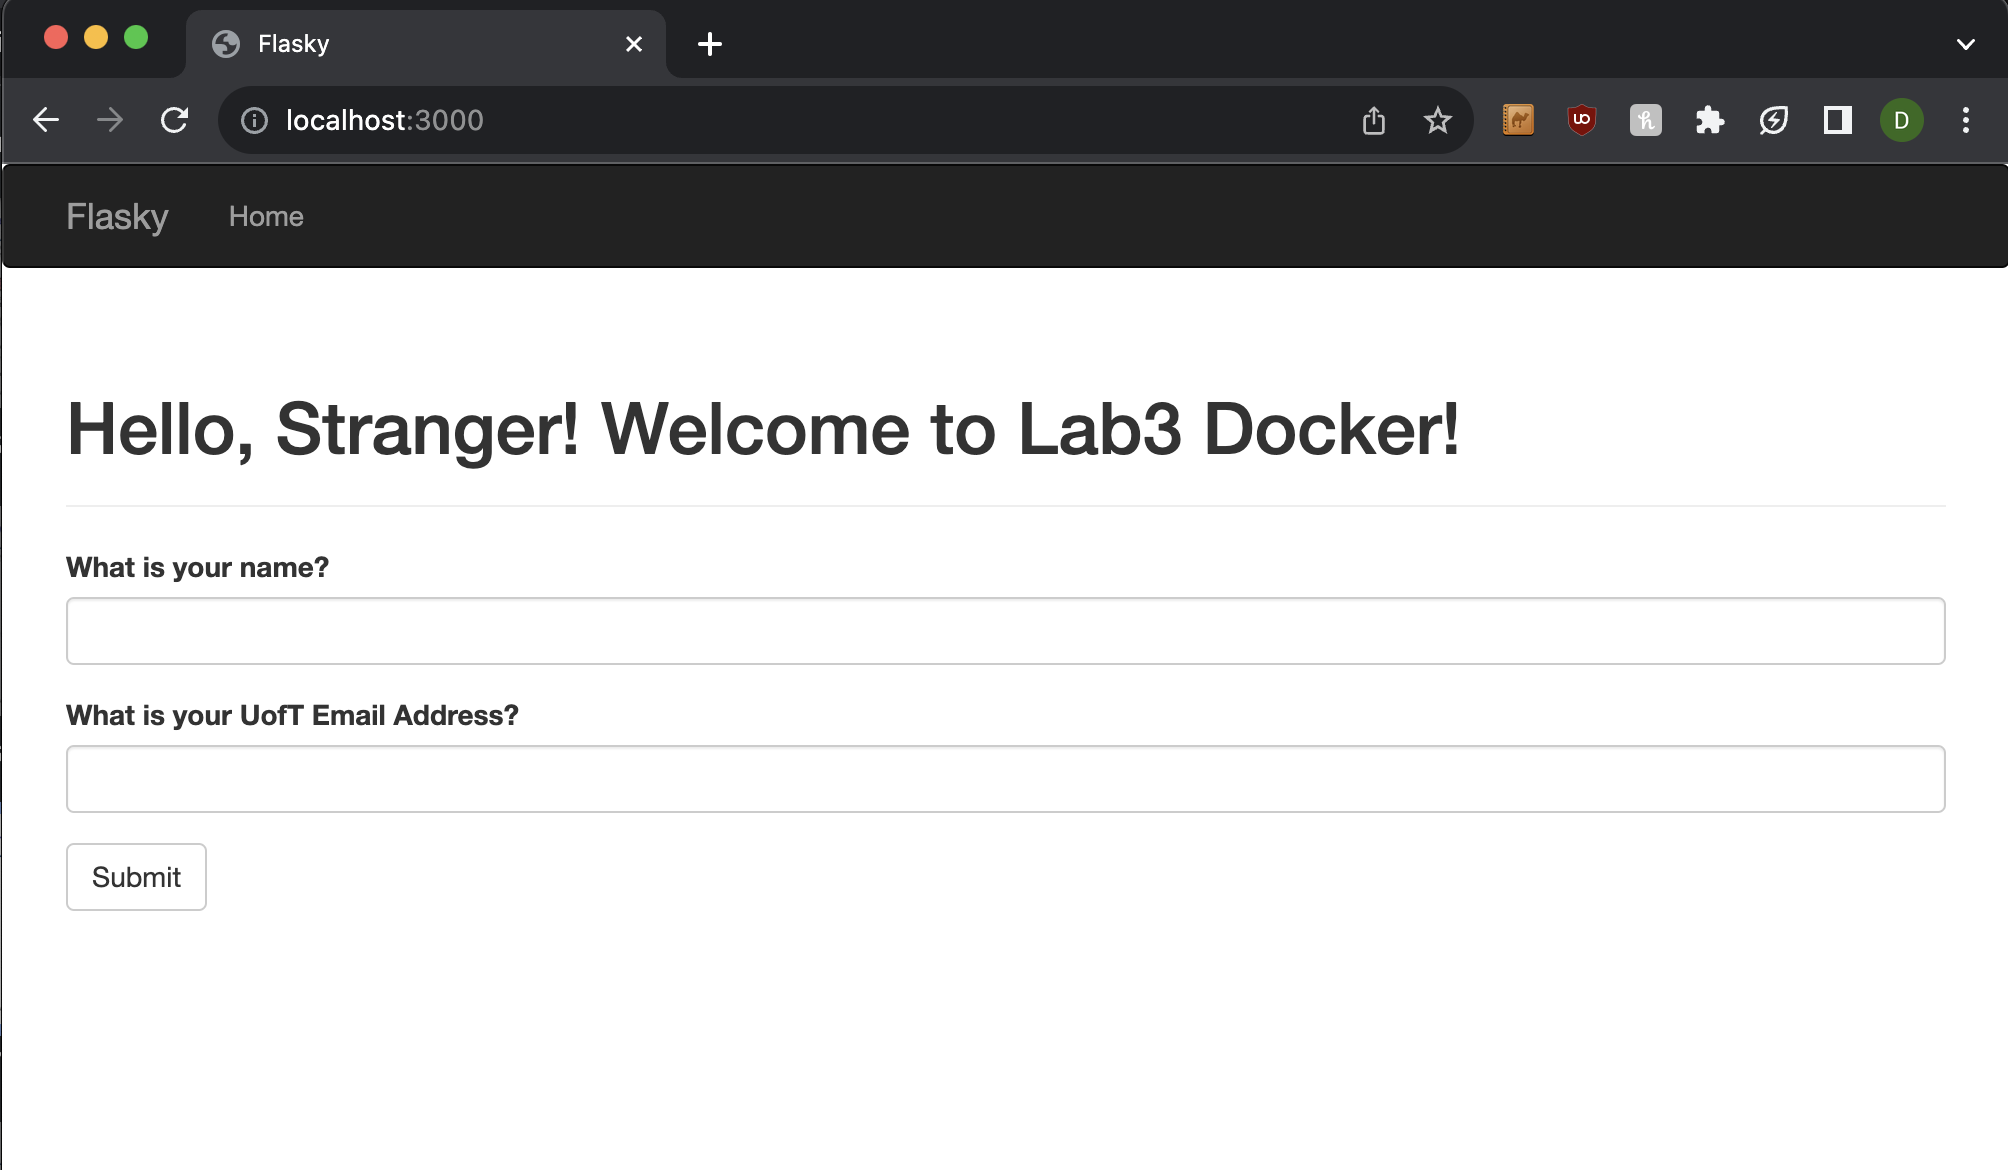 Flasky
localhost:3000
D
Flasky Home
Hello, Stranger! Welcome to Lab3 Docker!
What is your name?
What is your UofT Email Address?
Submit